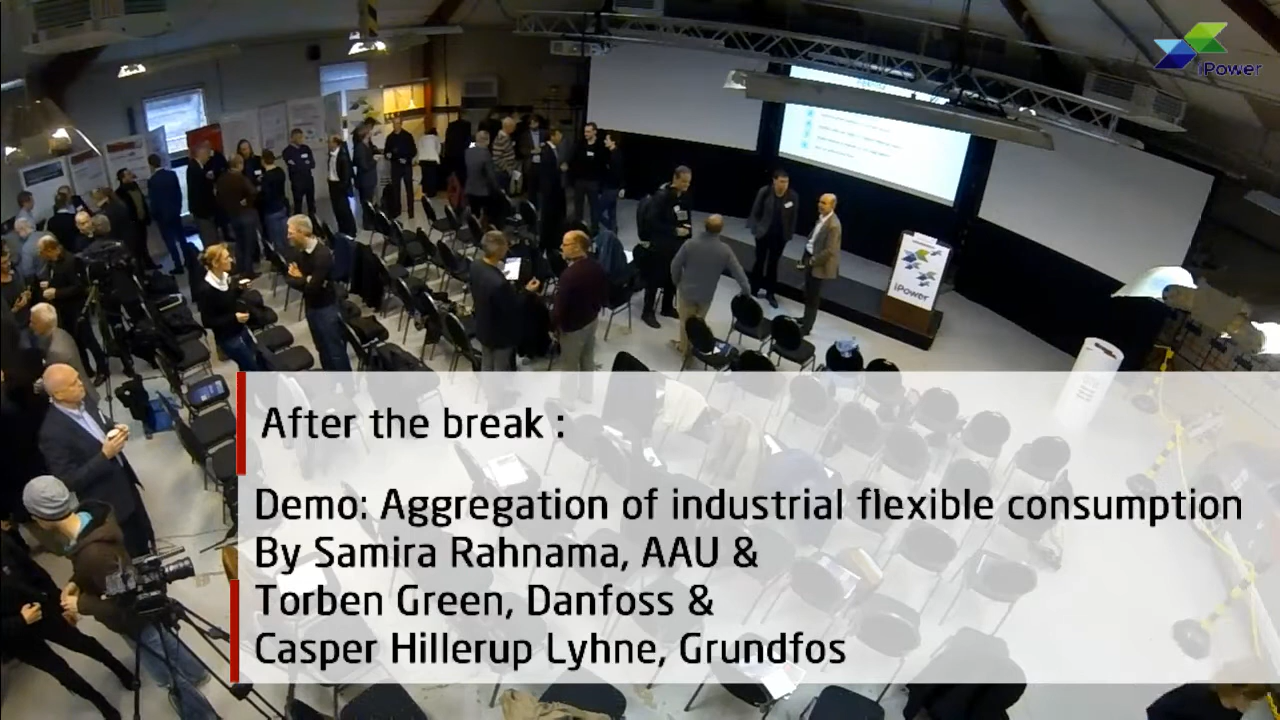 iPower
iPower
After the break :
Demo: Aggregation of industrial flexible consumption
By Samira Rahnama, AAU &
Torben Green, Danfoss &
Casper Hillerup Lyhne, Grundfos